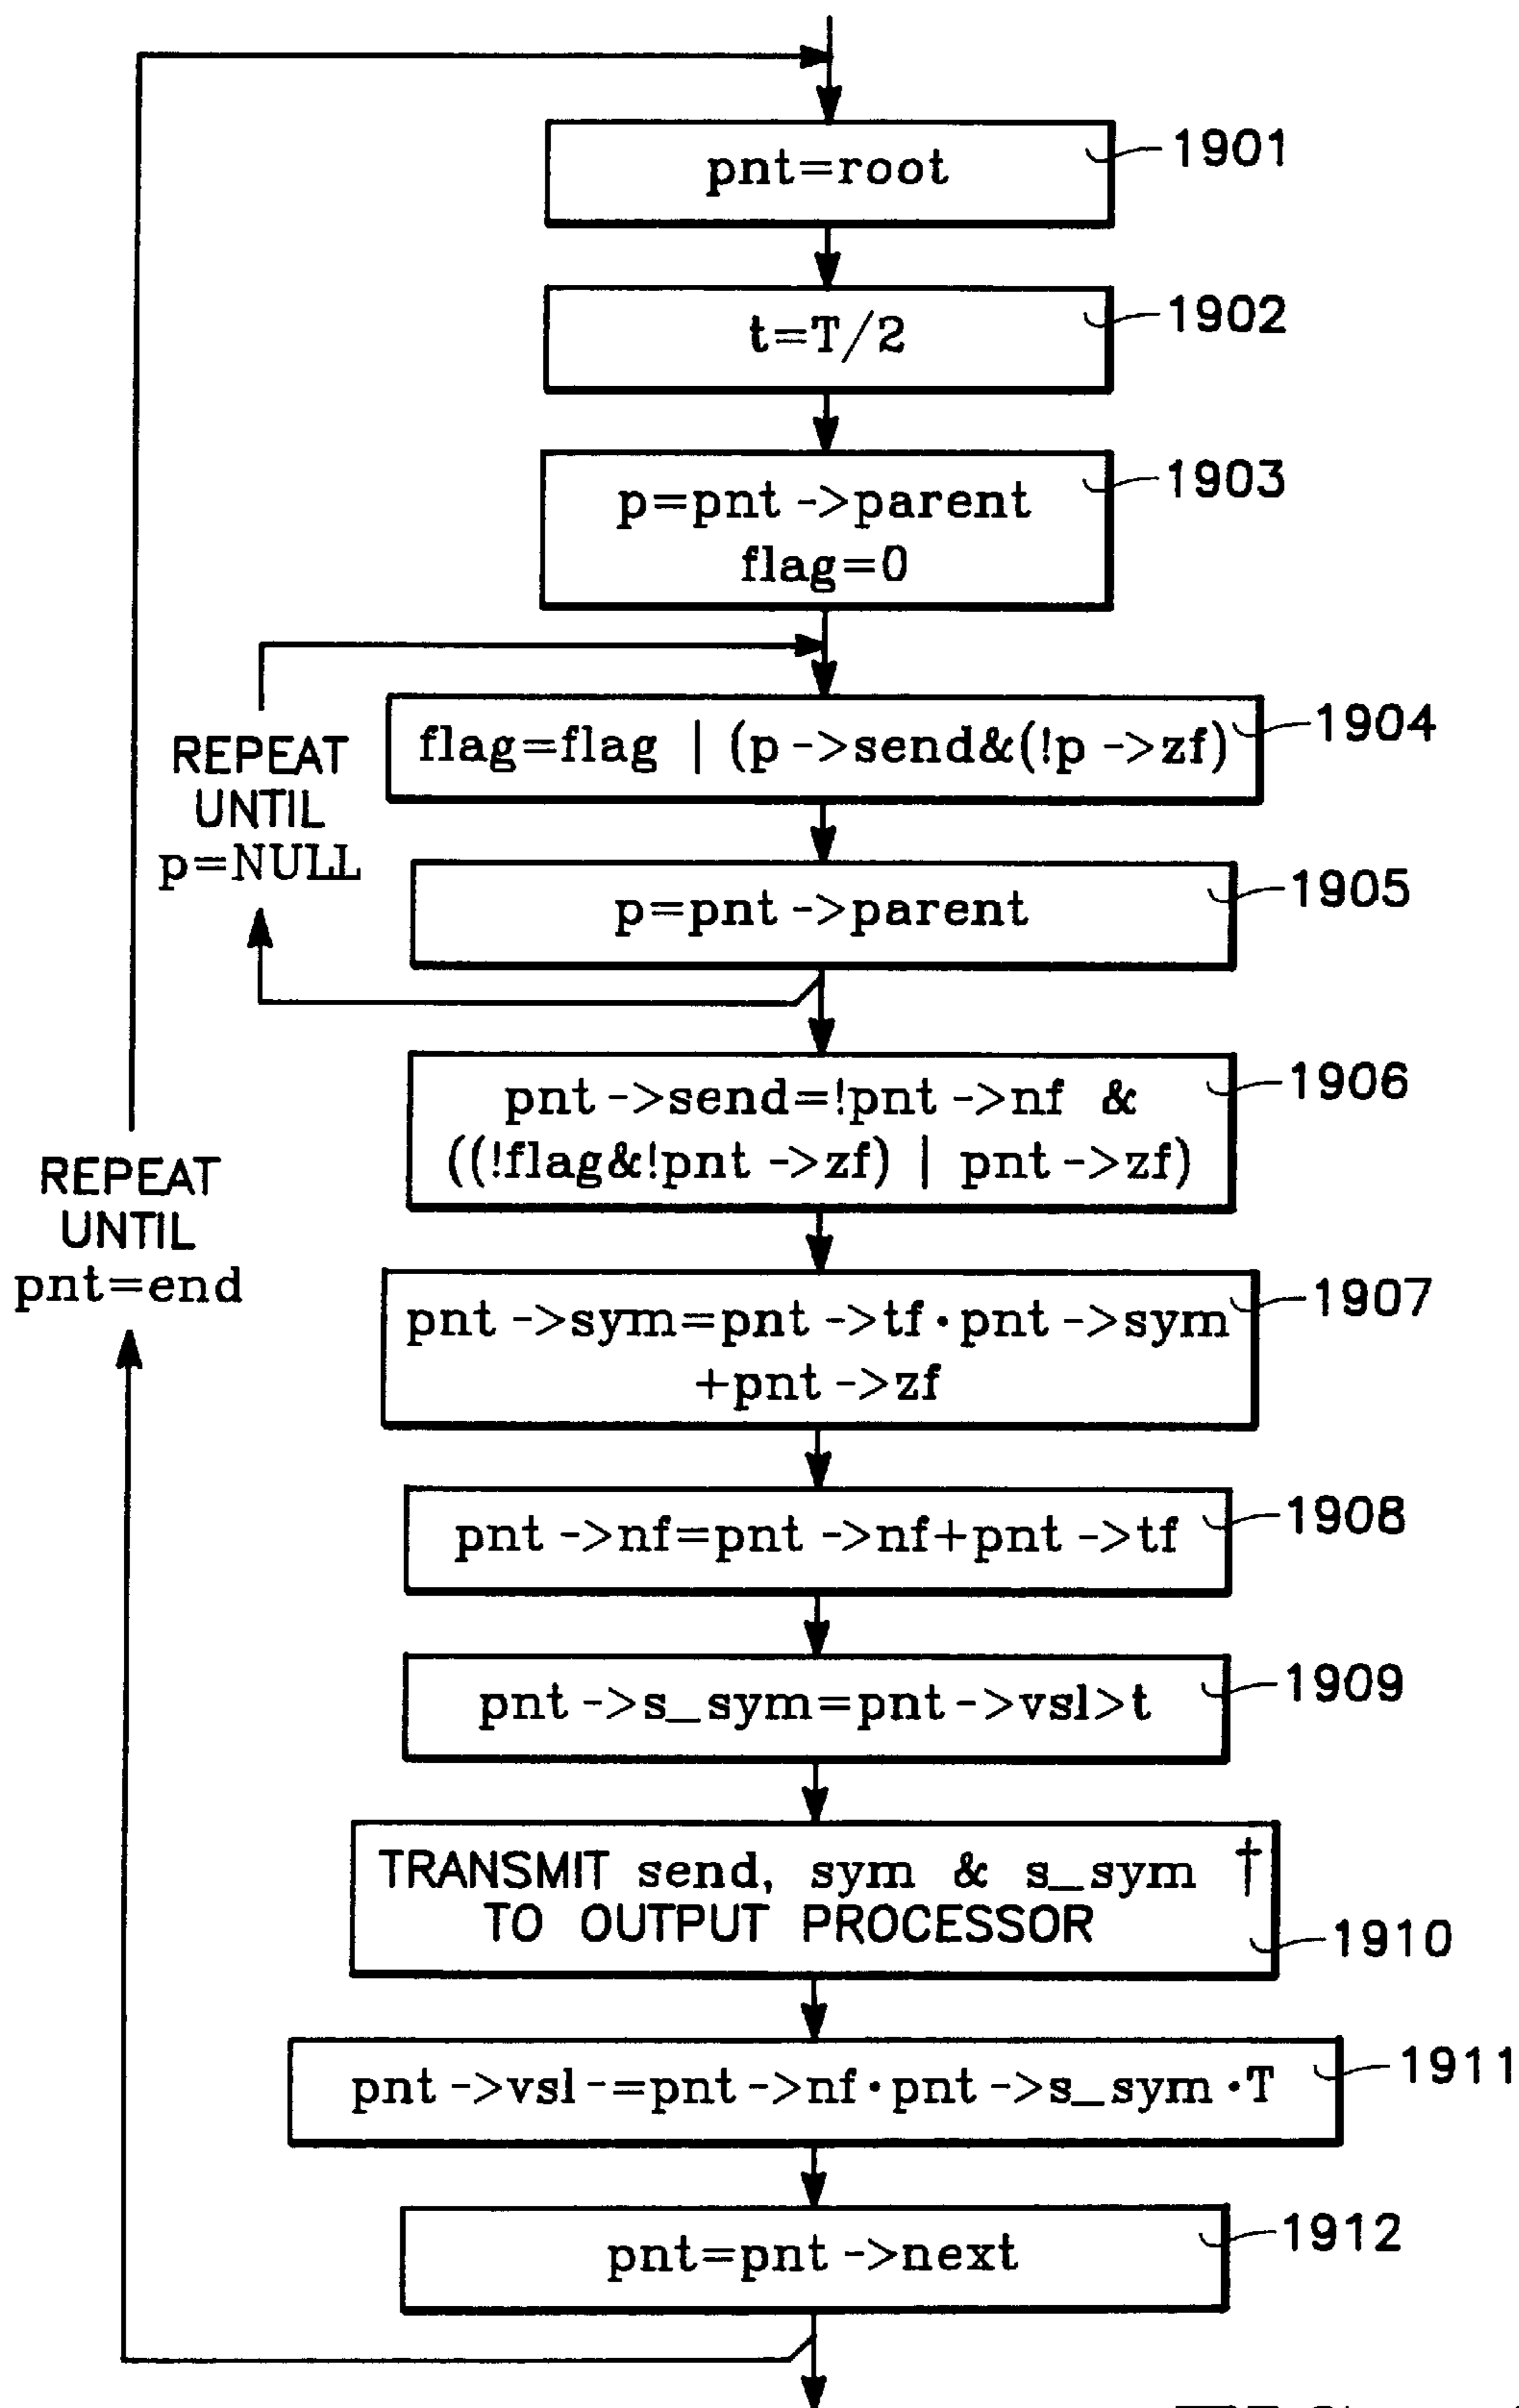 pnt=root
1901
t=T/2
1902
p=pnt ->parent
flag=0
1903
flag=flag | (p ->send&(!p ->zf)
1904
REPEAT
UNTIL
p=NULL
p=pnt ->parent
1905
pnt ->send=!pnt ->nf &
((!flag&!pnt ->zf) | pnt ->zf)
1906
REPEAT
UNTIL
pnt=end
pnt ->sym=pnt ->tf·pnt ->sym
+pnt ->zf
1907
pnt ->nf=pnt ->nf+pnt ->tf
1908
pnt ->s_sym=pnt ->vsl>t
1909
TRANSMIT send, sym & s_sym †
TO OUTPUT PROCESSOR
1910
pnt ->vsl-=pnt ->nf·pnt ->s_sym·T
1911
pnt=pnt ->next
1912